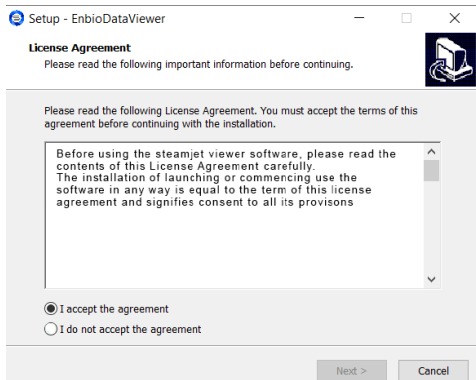 Setup - EnbioDataViewer
License Agreement
Please read the following important information before continuing.
Please read the following License Agreement. You must accept the terms of this
agreement before continuing with the installation.
Before using the steamjet viewer software, please read the
contents of this License Agreement carefully.
The installation of launching or commencing use the
software in any way is equal to the term of this license
agreement and signifies consent to all its provisons
I accept the agreement
I do not accept the agreement
Next >
Cancel